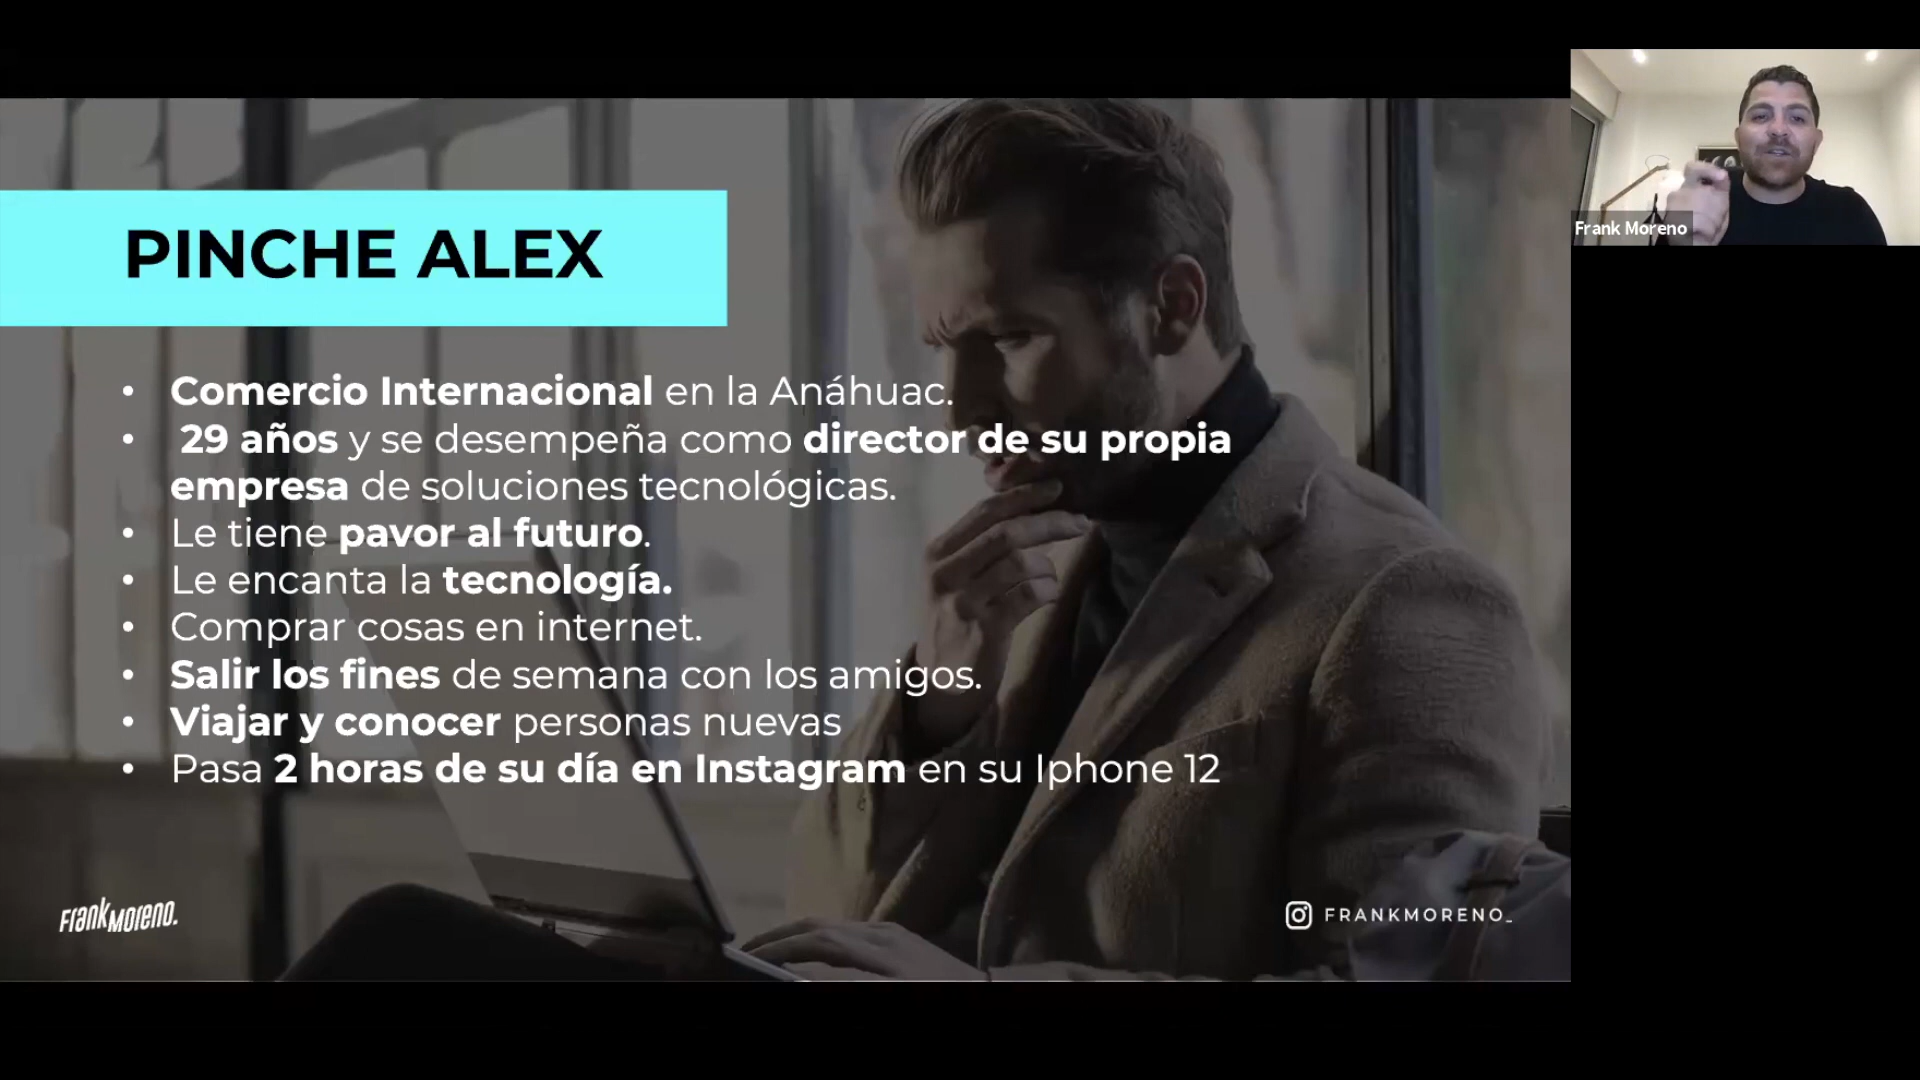 PINCHE ALEX
• Comercio Internacional en la Anáhuac.
• 29 años y se desempeña como director de su propia
empresa de soluciones tecnológicas.
• Le tiene pavor al futuro.
• Le encanta la tecnología.
• Comprar cosas en internet.
• Salir los fines de semana con los amigos.
• Viajar y conocer personas nuevas
• Pasa 2 horas de su día en Instagram en su Iphone 12
FrankMoreno.
FRANKMORENO_
Frank Moreno